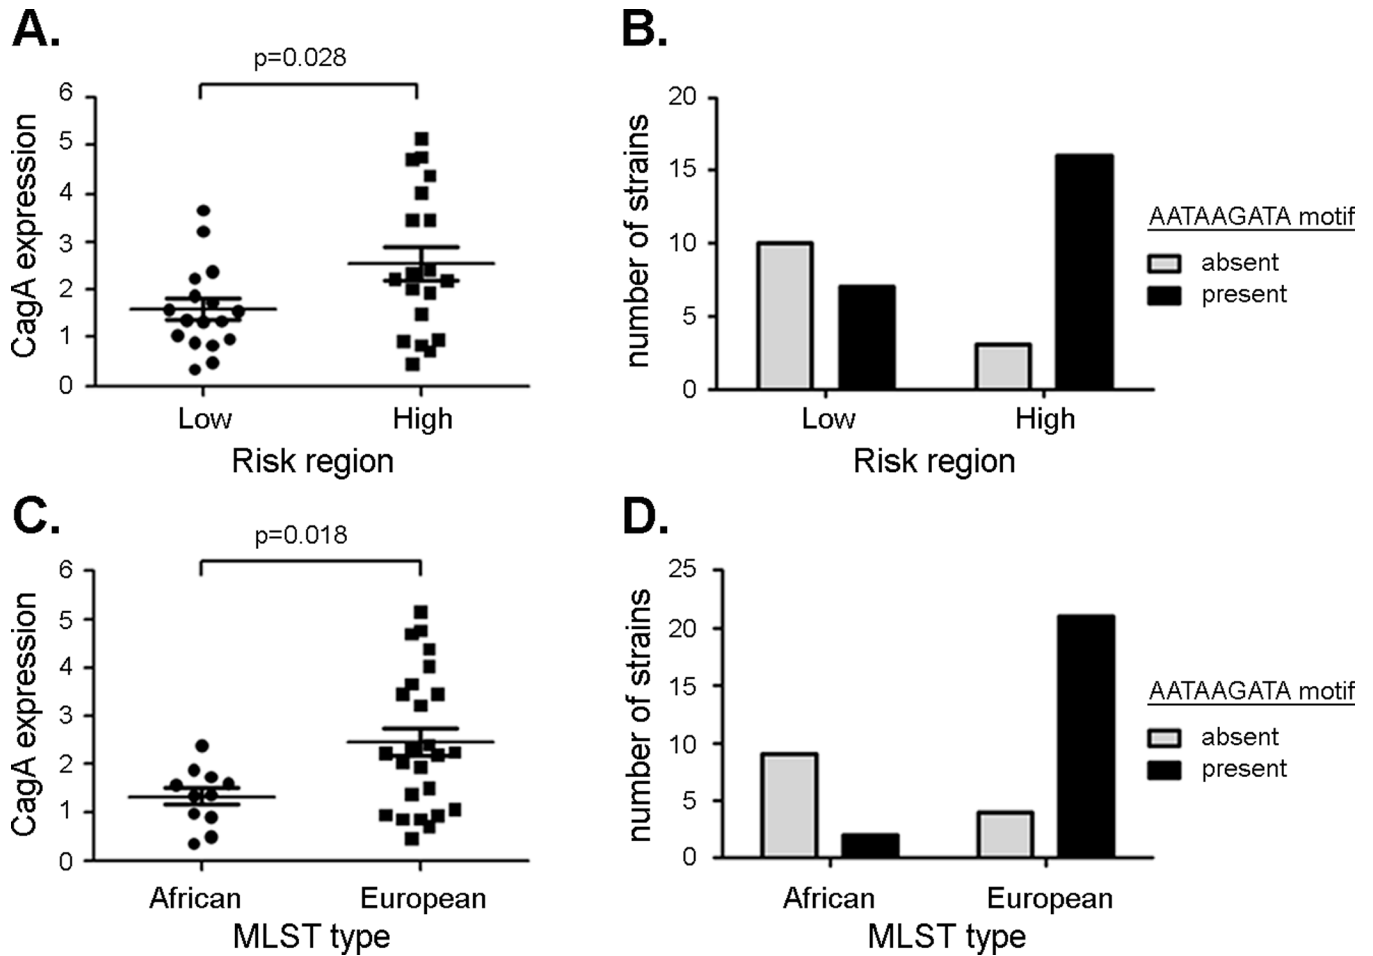 A.
p=0.028
CagA expression
6
5
4
3
2
1
0
Low High
Risk region
B.
number of strains
20
15
10
5
0
Low High
Risk region
AATAAGATA motif
absent
present
C.
p=0.018
CagA expression
6
5
4
3
2
1
0
African European
MLST type
D.
number of strains
25
20
15
10
5
0
African European
MLST type
AATAAGATA motif
absent
present